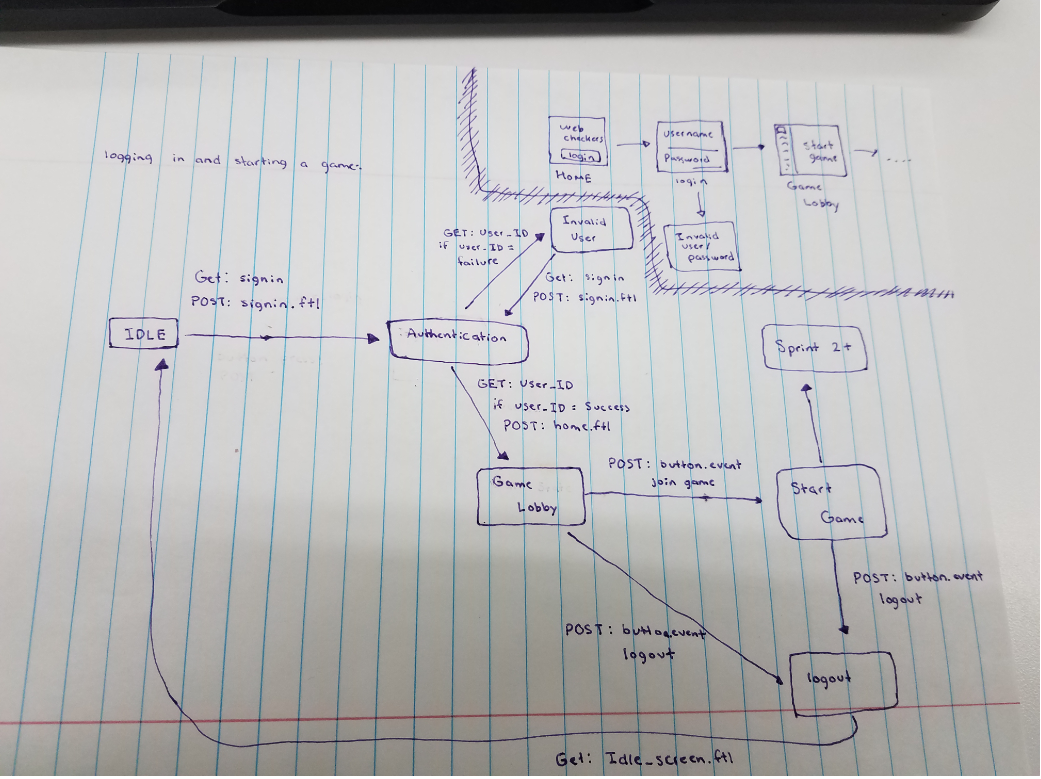 logging in and starting a game.
Web
checkers
login
HOME
username
password
login
start
game
Game
Lobby
....
Invalid
user/
password
Invalid
User
GET: User_ID
if user_ID =
failure
Get: signin
POST: signin.ftl
Get: signin
POST: signin.ftl
IDLE
Authentication
Sprint 2+
GET: User_ID
if user_ID = Success
POST: home.ftl
Game
Lobby
POST: button.event
join game
Start
Game
POST: button.event
logout
POST: button.event
logout
logout
Get: Idle_screen.ftl